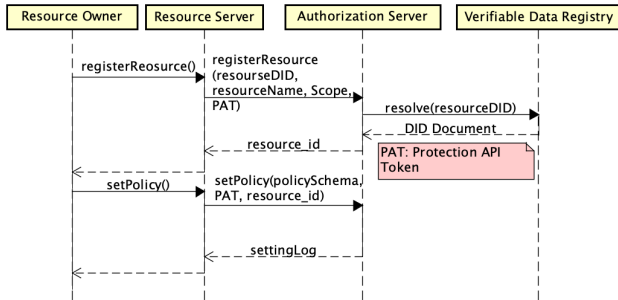 Resource Owner
Resource Server
Authorization Server
Verifiable Data Registry
registerReosurce()
registerResource
(resourseDID,
resourceName, Scope,
PAT)
resolve(resourceDID)
DID Document
resource_id
PAT: Protection API
Token
setPolicy()
setPolicy(policySchema,
PAT, resource_id)
settingLog